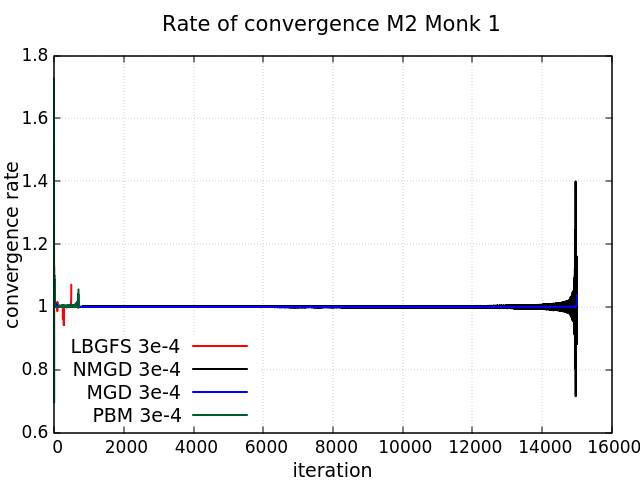 Rate of convergence M2 Monk 1
convergence rate
1.8
1.6
1.4
1.2
1
0.8
0.6
LBGFS 3e-4
NMGD 3e-4
MGD 3e-4
PBM 3e-4
0 2000 4000 6000 8000 10000 12000 14000 16000
iteration